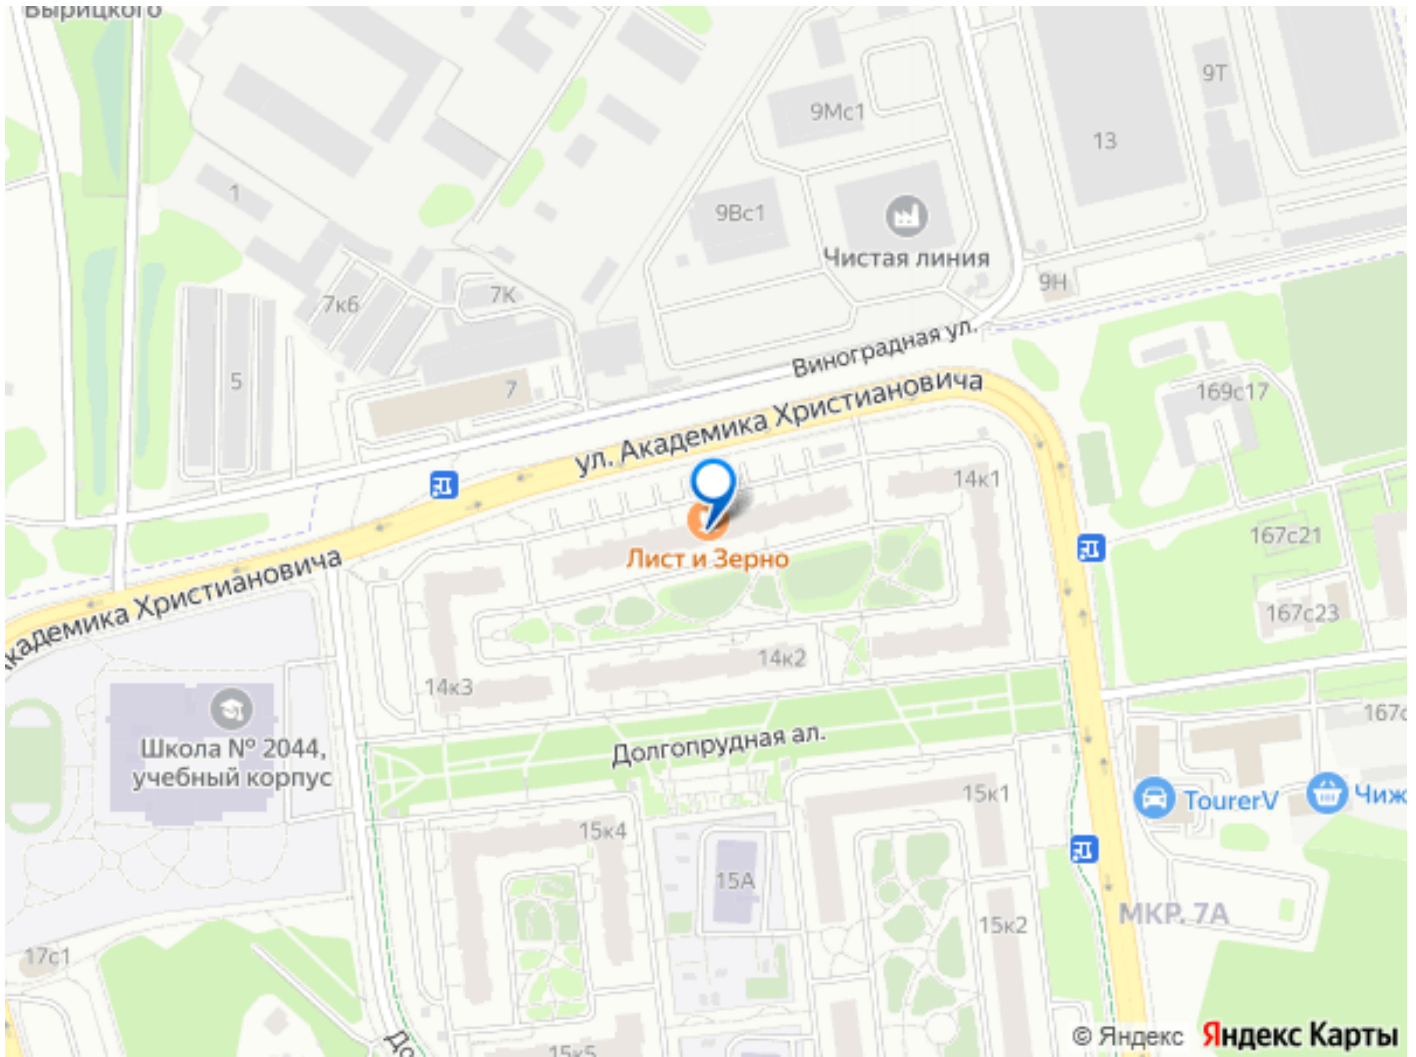 Вырицкого
9Т
9Мс1
13
1
9Вс1
Чистая линия
9Н
7К
7к6
Виноградная ул.
5
7
169с17
ул. Академика Христиановича
14к1
167с21
Лист и Зерно
Академика Христиановича
167с23
14к2
14к3
167с
Школа № 2044,
учебный корпус
Долгопрудная ал.
15к1
TourerV
Чиж
15к4
15А
МКР. 7А
15к2
17с1
До
15к5
© Яндекс
Яндекс Карты